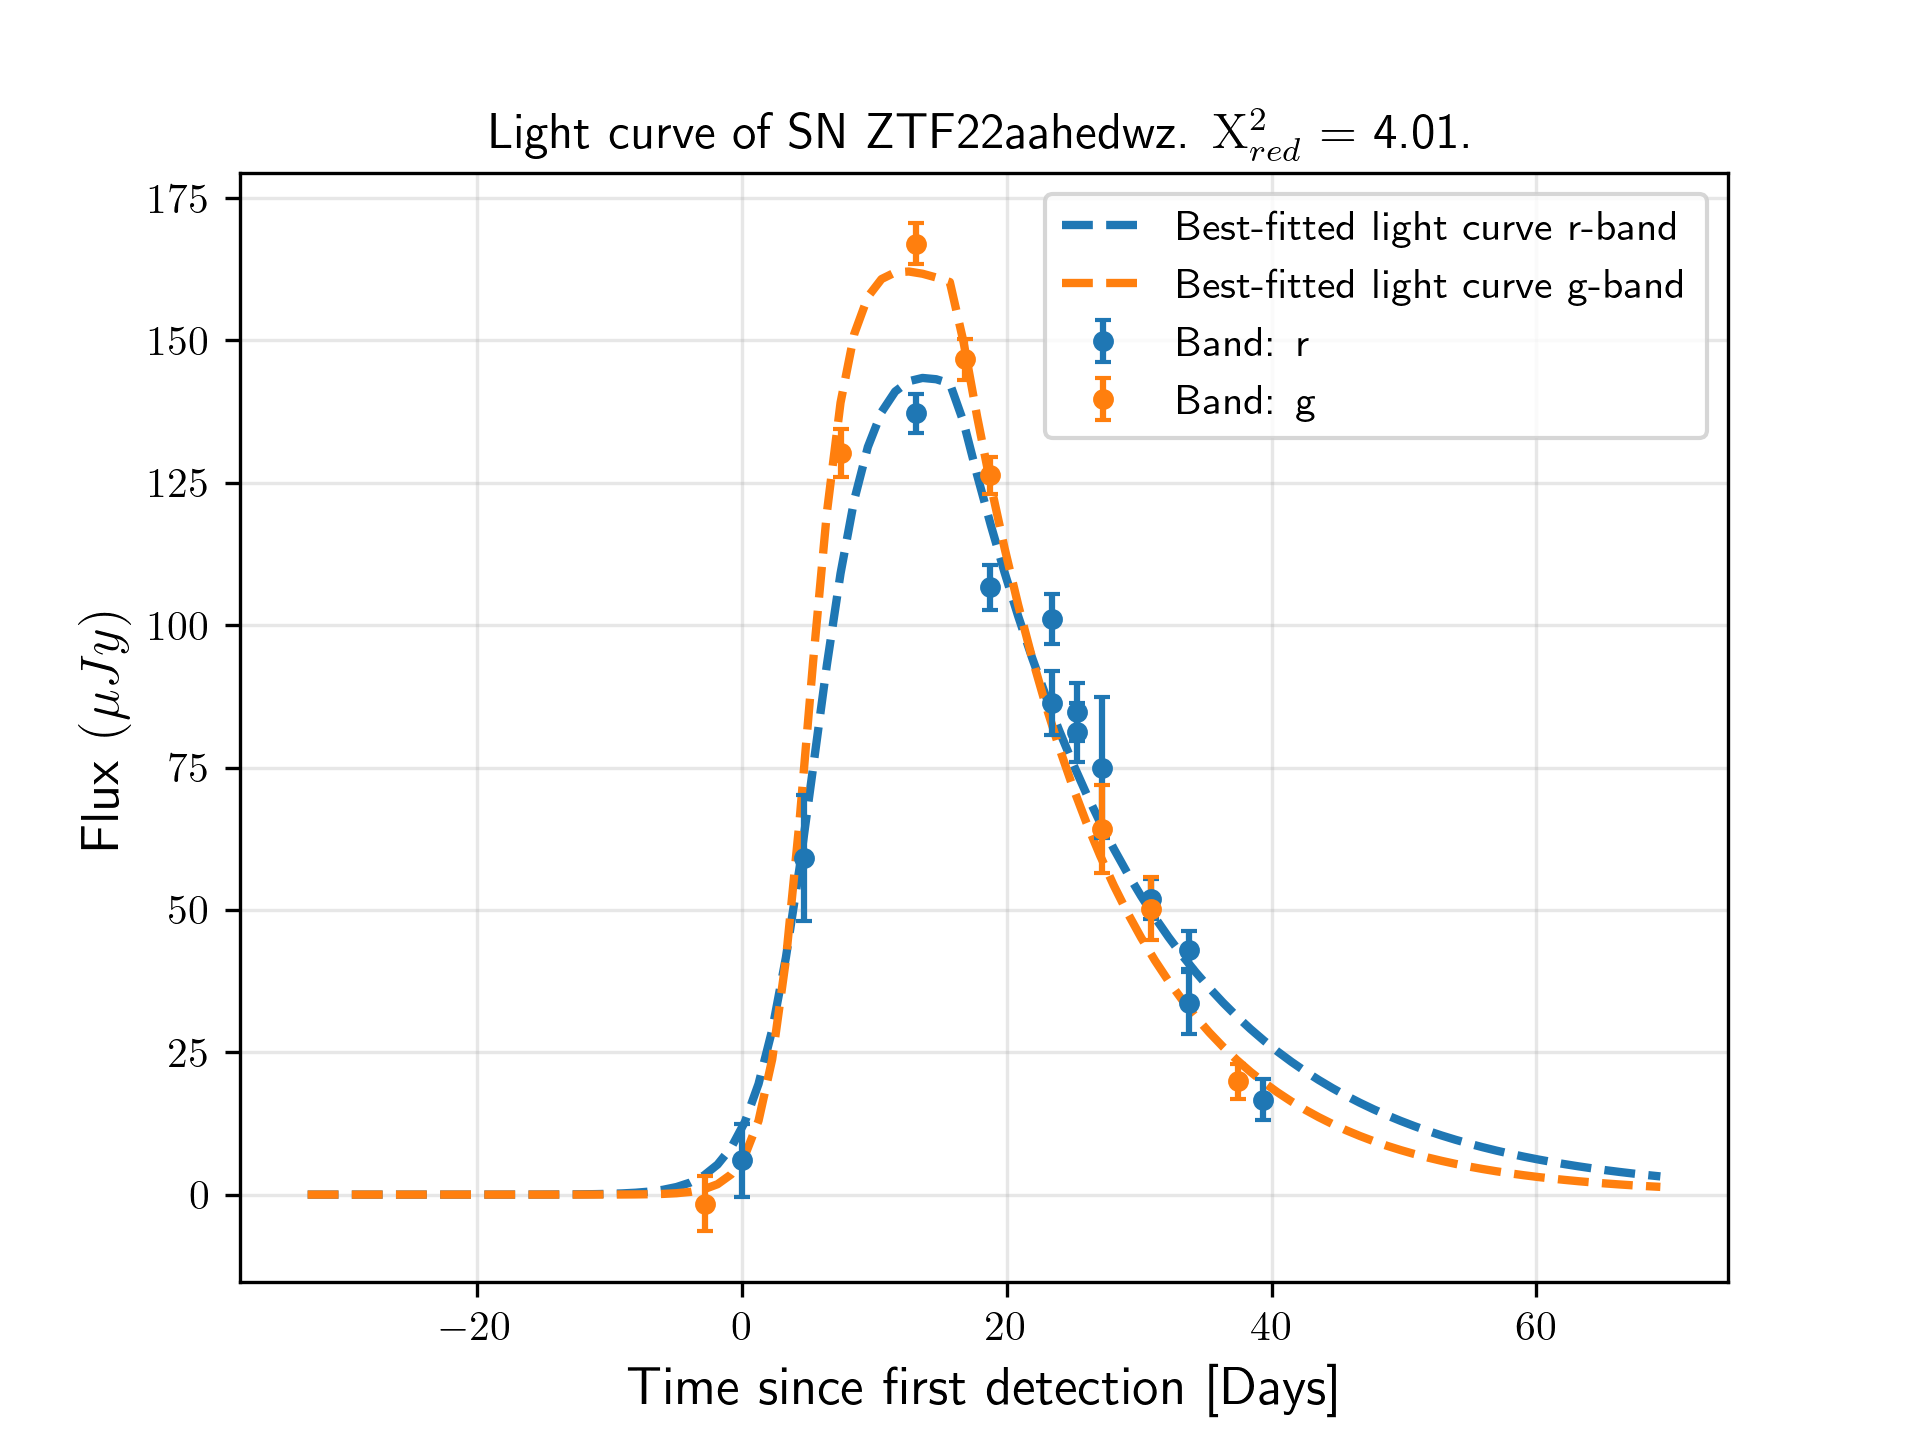 Light curve of SN ZTF22aahedwz. X²_red = 4.01.
175
150
125
100
75
50
25
0
Flux (μJy)
Best-fitted light curve r-band
Best-fitted light curve g-band
Band: r
Band: g
−20 0 20 40 60
Time since first detection [Days]